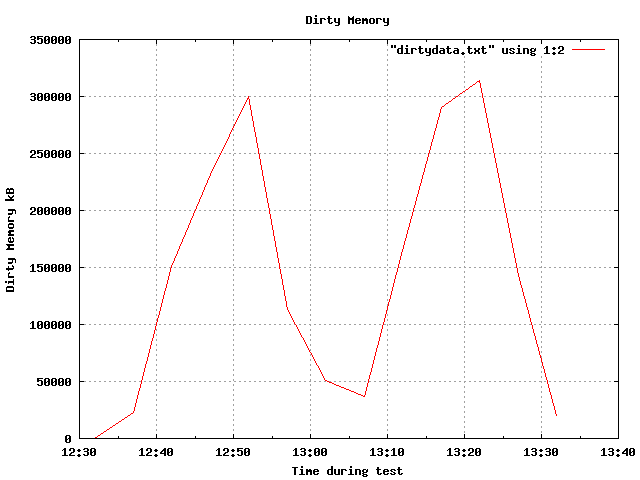 Dirty Memory
"dirtydata.txt" using 1:2
350000
300000
250000
200000
150000
100000
50000
0
Dirty Memory kB
12:30 12:40 12:50 13:00 13:10 13:20 13:30 13:40
Time during test